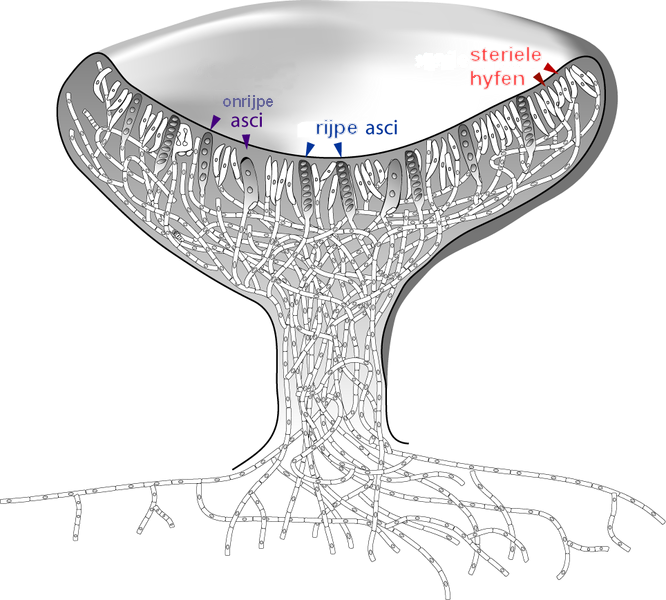 steriele
hyfen
onrijpe
asci
rijpe asci